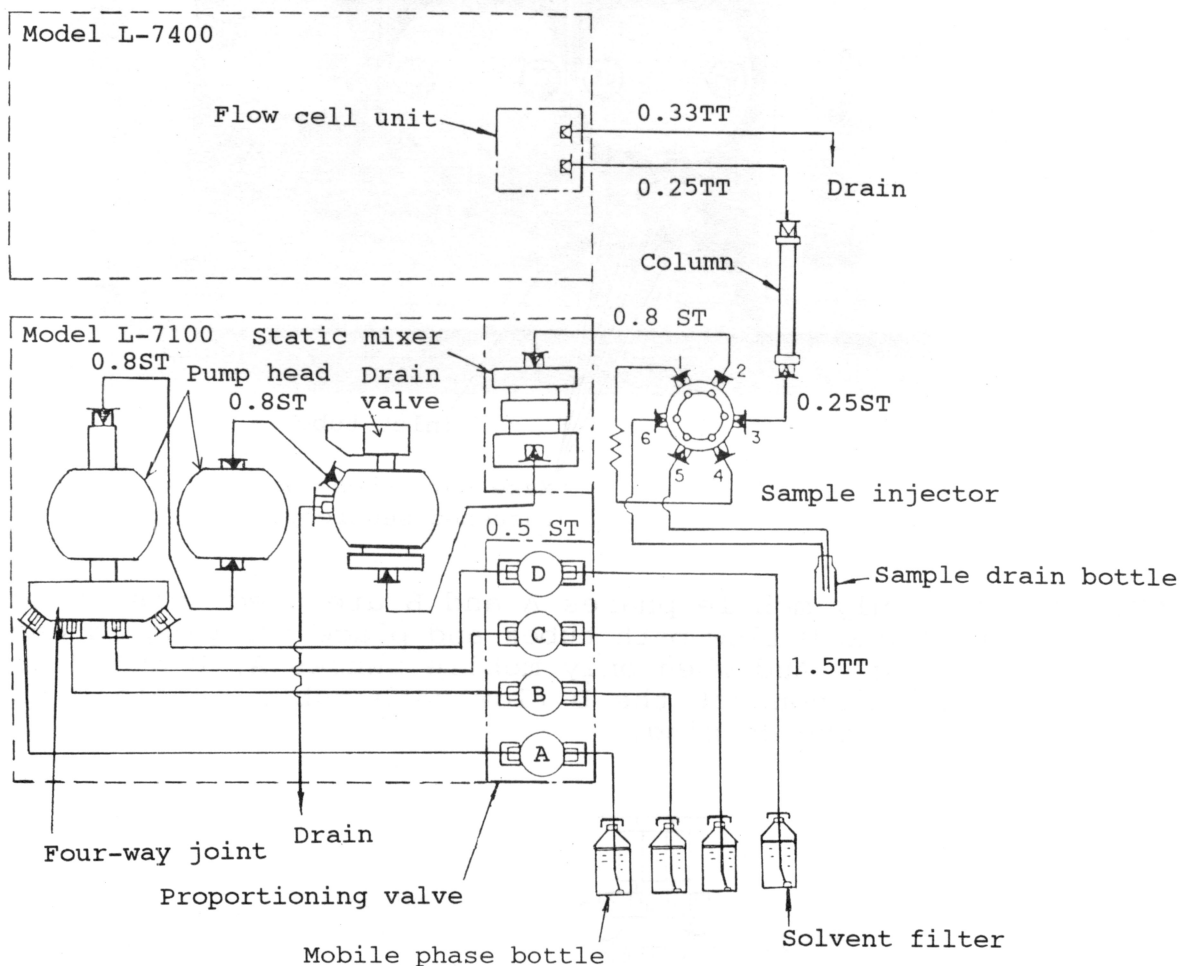 Model L-7400
Flow cell unit
0.33TT
Drain
0.25TT
Column
Model L-7100
Static mixer
0.8 ST
0.8ST
Pump head
Drain
valve
0.8ST
1
2
3
4
5
6
0.25ST
Sample injector
0.5 ST
D
C
B
A
Sample drain bottle
1.5TT
Drain
Four-way joint
Proportioning valve
Mobile phase bottle
Solvent filter